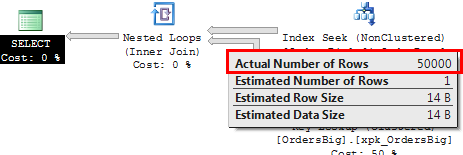 SELECT
Cost: 0 %
Nested Loops
(Inner Join)
Cost: 0 %
Index Seek (NonClustered)
Actual Number of Rows 50000
Estimated Number of Rows 1
Estimated Row Size 14 B
Estimated Data Size 14 B
[OrdersBig].[xpk_OrdersBig]
Cost: 50 %